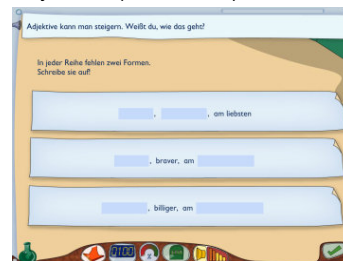 Adjektive kann man steigern. Weißt du, wie das geht?
In jeder Reihe fehlen zwei Formen.
Schreibe sie auf!
, , am liebsten
, braver, am
, billiger, am